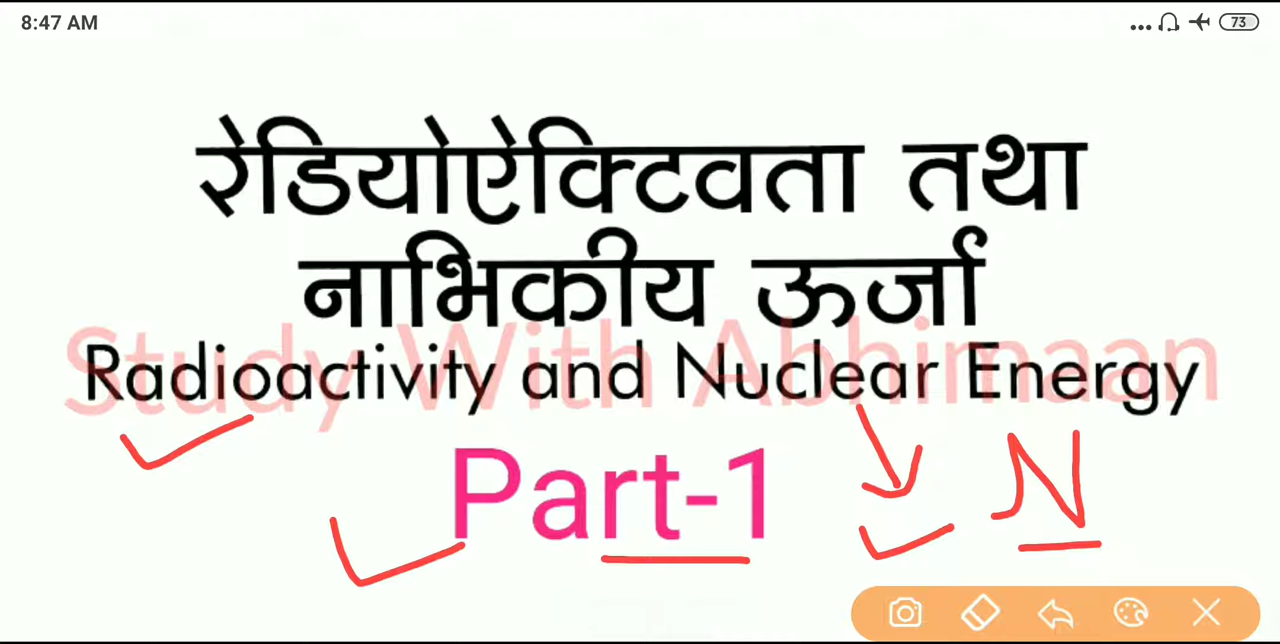 8:47 AM
73
रेडियोऐक्टिवता तथा
नाभिकीय ऊर्जा
Study With Abhimaan
Radioactivity and Nuclear Energy
Part-1
N